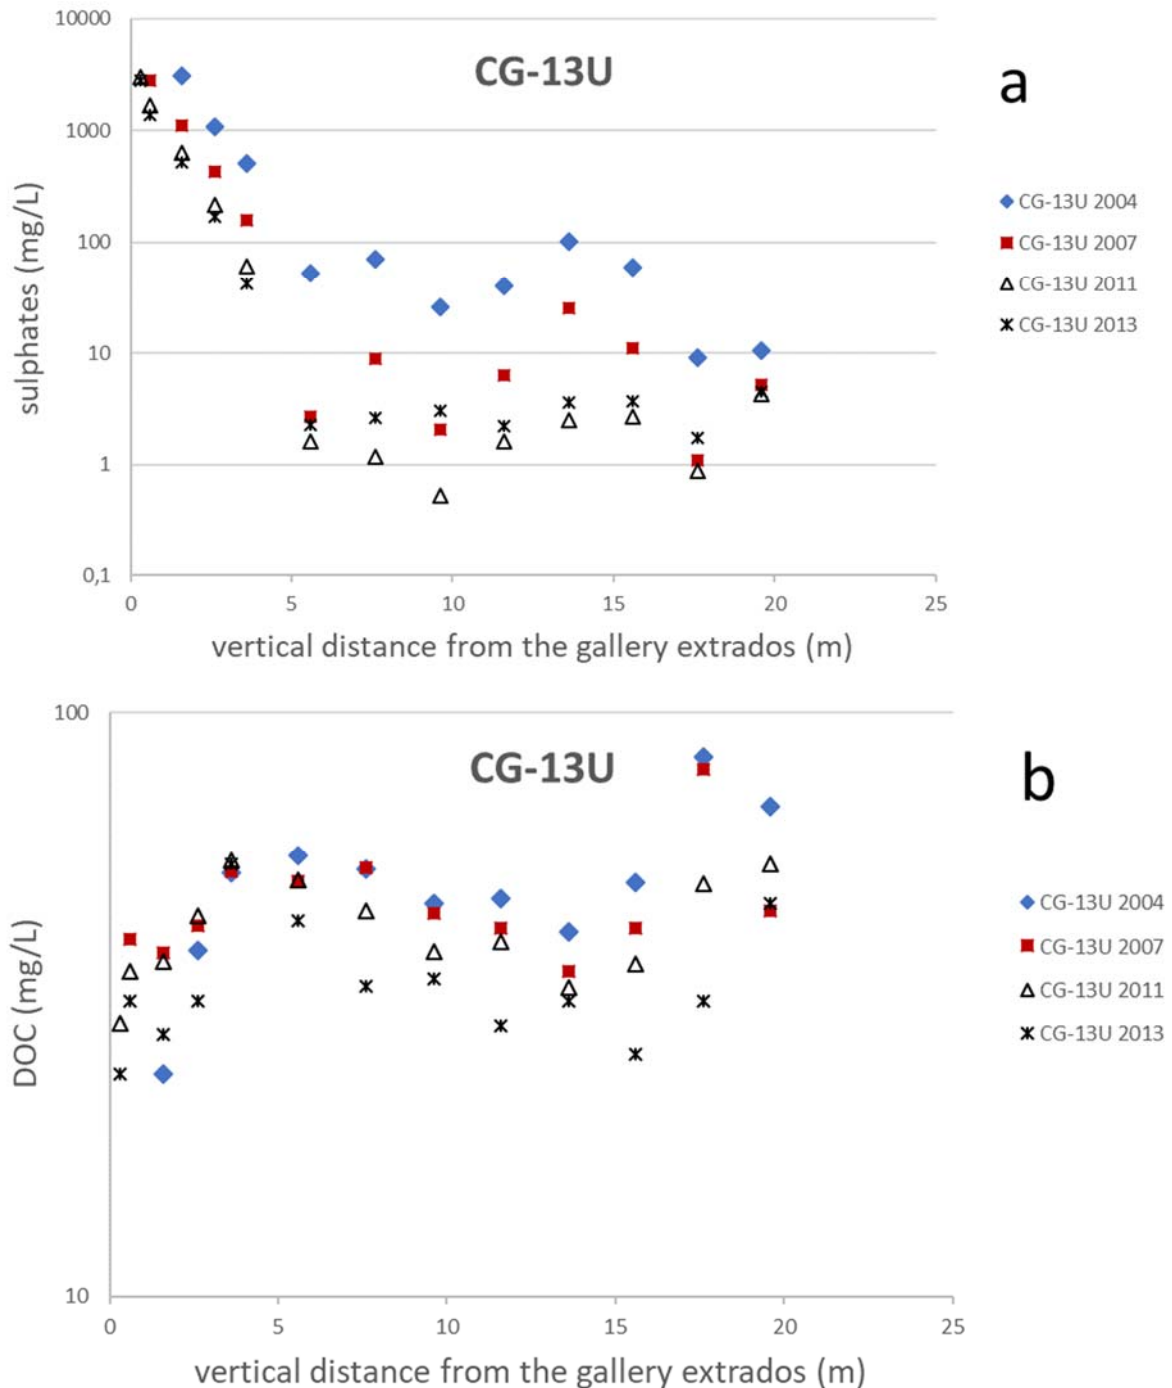 10000
CG-13U
a
1000
100
10
1
0,1
sulphates (mg/L)
0 5 10 15 20 25
vertical distance from the gallery extrados (m)
CG-13U 2004
CG-13U 2007
CG-13U 2011
CG-13U 2013
100
CG-13U
b
10
DOC (mg/L)
0 5 10 15 20 25
vertical distance from the gallery extrados (m)
CG-13U 2004
CG-13U 2007
CG-13U 2011
CG-13U 2013